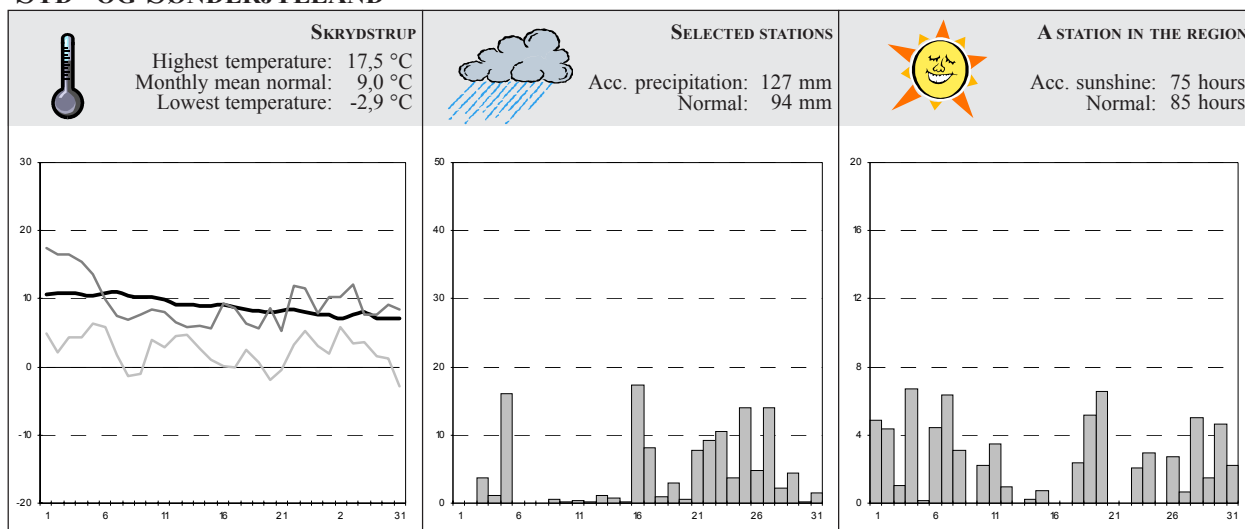 SYD- OG SØNDERJYLLAND
SKRYDSTRUP
Highest temperature: 17,5 °C
Monthly mean normal: 9,0 °C
Lowest temperature: -2,9 °C
30
20
10
0
-10
-20
1 6 11 16 21 2 31
SELECTED STATIONS
Acc. precipitation: 127 mm
Normal: 94 mm
50
40
30
20
10
0
1 6 11 16 21 26 31
A STATION IN THE REGION
Acc. sunshine: 75 hours
Normal: 85 hours
20
16
12
8
4
0
1 6 11 16 21 26 31